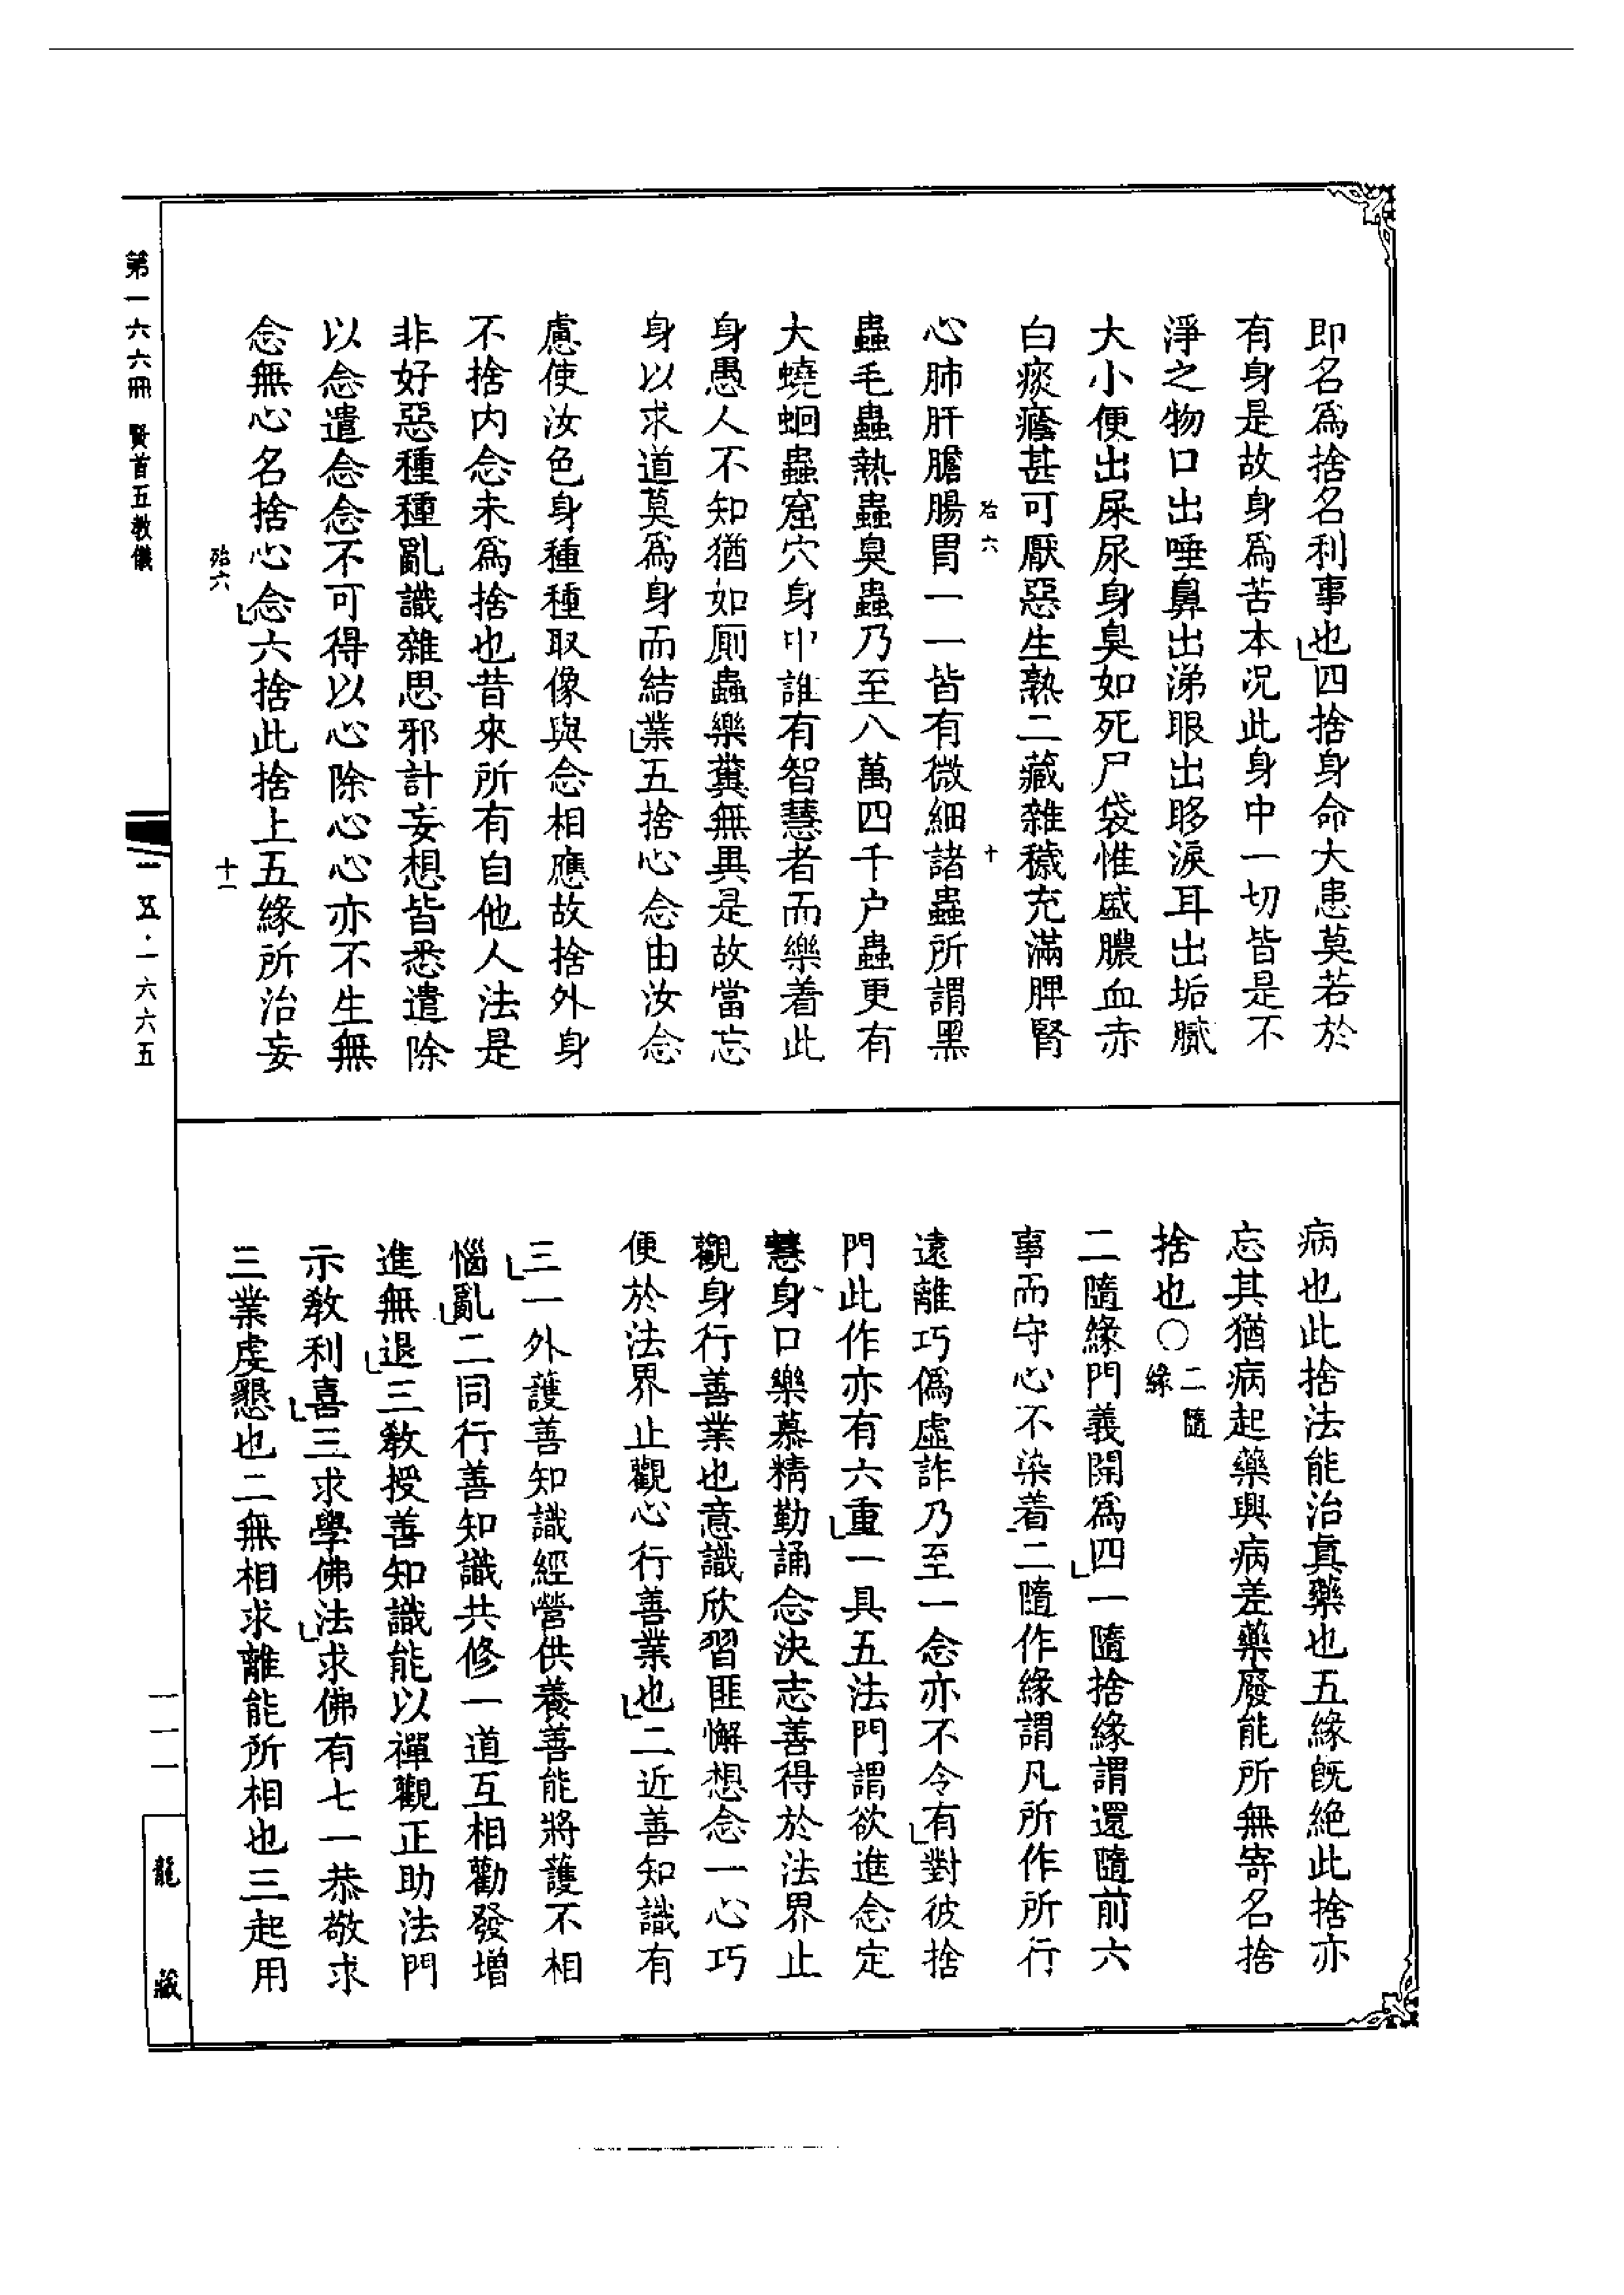 即名爲捨名利事也四捨身命大患莫若於
有身是故身爲苦本況此身中一切皆是不
淨之物口出唾鼻出涕眼出眵淚耳出垢膩
大小便出屎尿身臭如死尸袋惟盛膿血赤
白痰癊甚可厭惡生熟二藏雜穢充滿脾腎
心肺肝膽腸胃一一皆有微細諸蟲所謂黑
蟲毛蟲熱蟲臭蟲乃至八萬四千户蟲更有
大蟯蛔蟲窟穴身中誰有智慧者而樂着此
身愚人不知猶如厠蟲樂糞無異是故當忘
身以求道莫爲身而結業五捨心念由汝念
慮使汝色身種種取像與念相應故捨外身
不捨内念未爲捨也昔來所有自他人法是
非好惡種種亂識雜思邪計妄想皆悉遣除
以念遣念念不可得以心除心心亦不生無
念無心名捨心念六捨此捨上五緣所治妄
病也此捨法能治真藥也五緣旣絶此捨亦
忘其猶病起藥興病差藥廢能所無寄名捨
捨也〇二隨緣
二隨緣門義開爲四一隨捨緣謂還隨前六
事而守心不染着二隨作緣謂凡所作所行
遠離巧僞虛詐乃至一念亦不令有對彼捨
門此作亦有六重一具五法門謂欲進念定
慧身口樂慕精勤誦念決志善得於法界止
觀身行善業也意識欣習匪懈想念一心巧
便於法界止觀心行善業也二近善知識有
三一外護善知識經營供養善能將護不相
惱亂二同行善知識共修一道互相勸發增
進無退三教授善知識能以禪觀正助法門
示教利喜三求學佛法求佛有七一恭敬求
三業虔懇也二無相求離能所相也三起用
第一六六冊 賢首五教儀
一五·一六六五
一一一
龍藏
十
十一